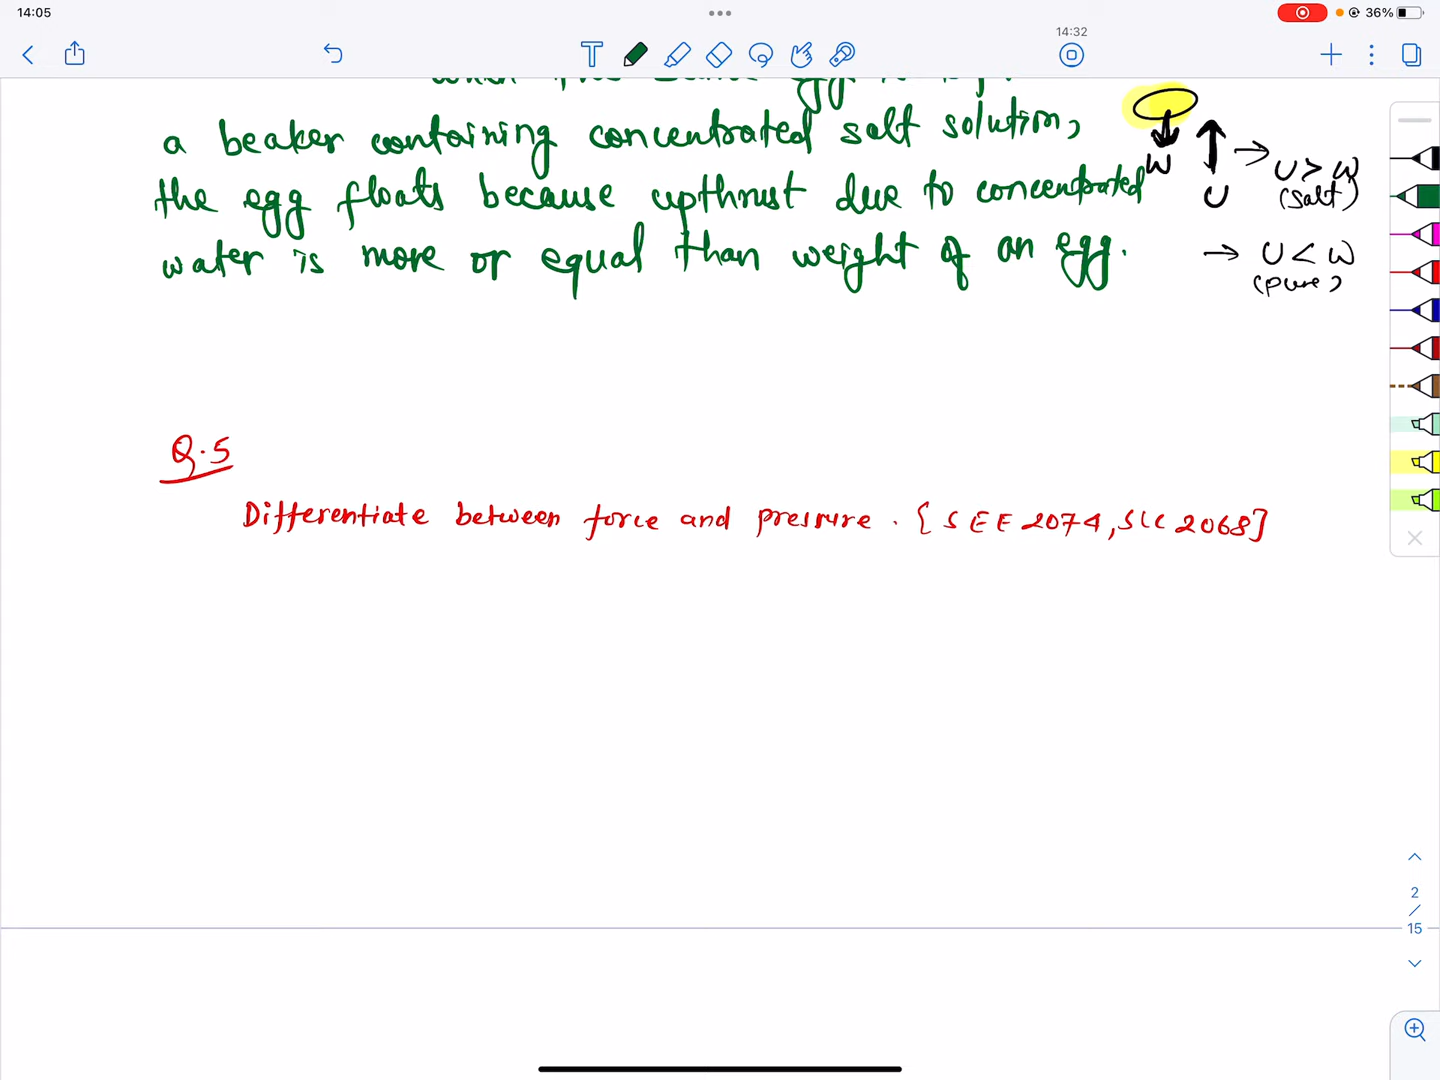 14:05
36%
14:32
a beaker containing concentrated salt solution,
the egg floats because upthrust due to concentrated
water is more or equal than weight of an egg.
W
U
U > W
(salt)
U < W
(pure)
Q.5
Differentiate between force and pressure. {SEE 2074, SLC 2068]
2
/
15